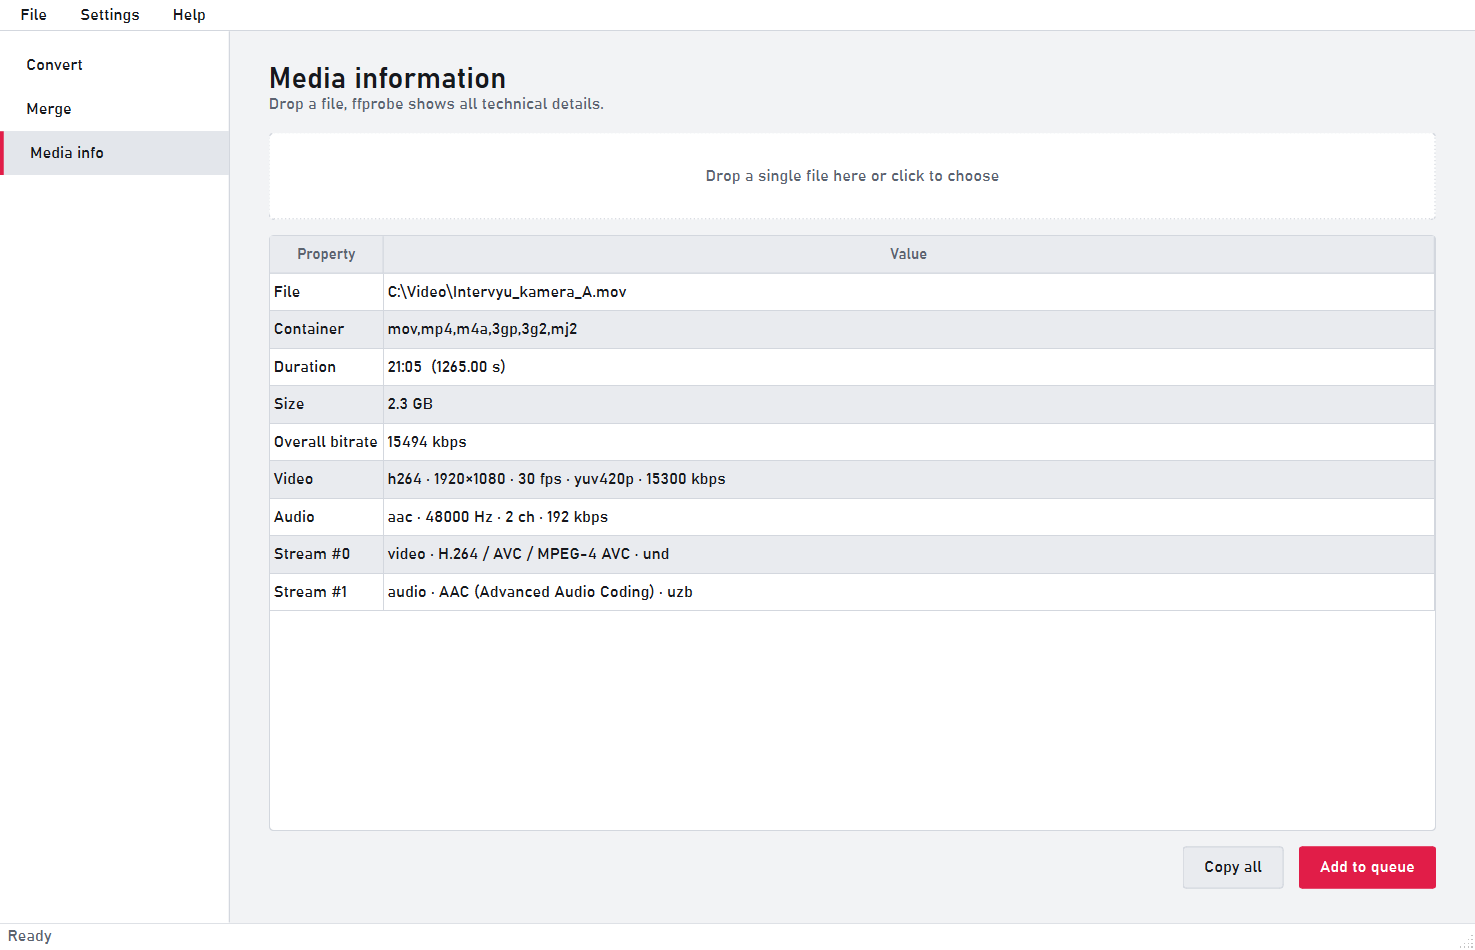 File Settings Help
Convert
Merge
Media info
Media information
Drop a file, ffprobe shows all technical details.
Drop a single file here or click to choose
Property Value
File C:\Video\Intervyu_kamera_A.mov
Container mov,mp4,m4a,3gp,3g2,mj2
Duration 21:05 (1265.00 s)
Size 2.3 GB
Overall bitrate 15494 kbps
Video h264 · 1920×1080 · 30 fps · yuv420p · 15300 kbps
Audio aac · 48000 Hz · 2 ch · 192 kbps
Stream #0 video · H.264 / AVC / MPEG-4 AVC · und
Stream #1 audio · AAC (Advanced Audio Coding) · uzb
Copy all Add to queue
Ready